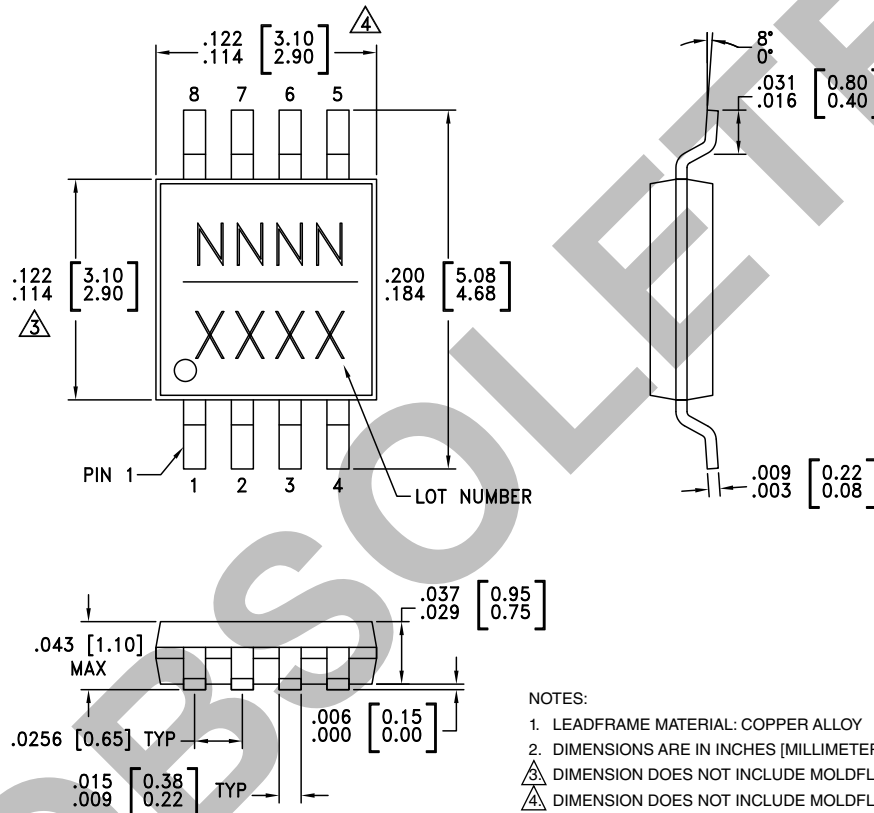 .122 [3.10]
.114 [2.90]
4
8 7 6 5
8°
0°
.031 [0.80
.016 [0.40
NNNN
XXXX
.122 [3.10]
.114 [2.90]
3
.200 [5.08]
.184 [4.68]
PIN 1
1 2 3 4
LOT NUMBER
.009 [0.22
.003 [0.08
.037 [0.95]
.029 [0.75]
.043 [1.10]
MAX
.006 [0.15]
.000 [0.00]
.0256 [0.65] TYP
.015 [0.38]
.009 [0.22]
TYP
NOTES:
1. LEADFRAME MATERIAL: COPPER ALLOY
2. DIMENSIONS ARE IN INCHES [MILLIMETER
3. DIMENSION DOES NOT INCLUDE MOLDFL
4. DIMENSION DOES NOT INCLUDE MOLDFL
OBSOLETE